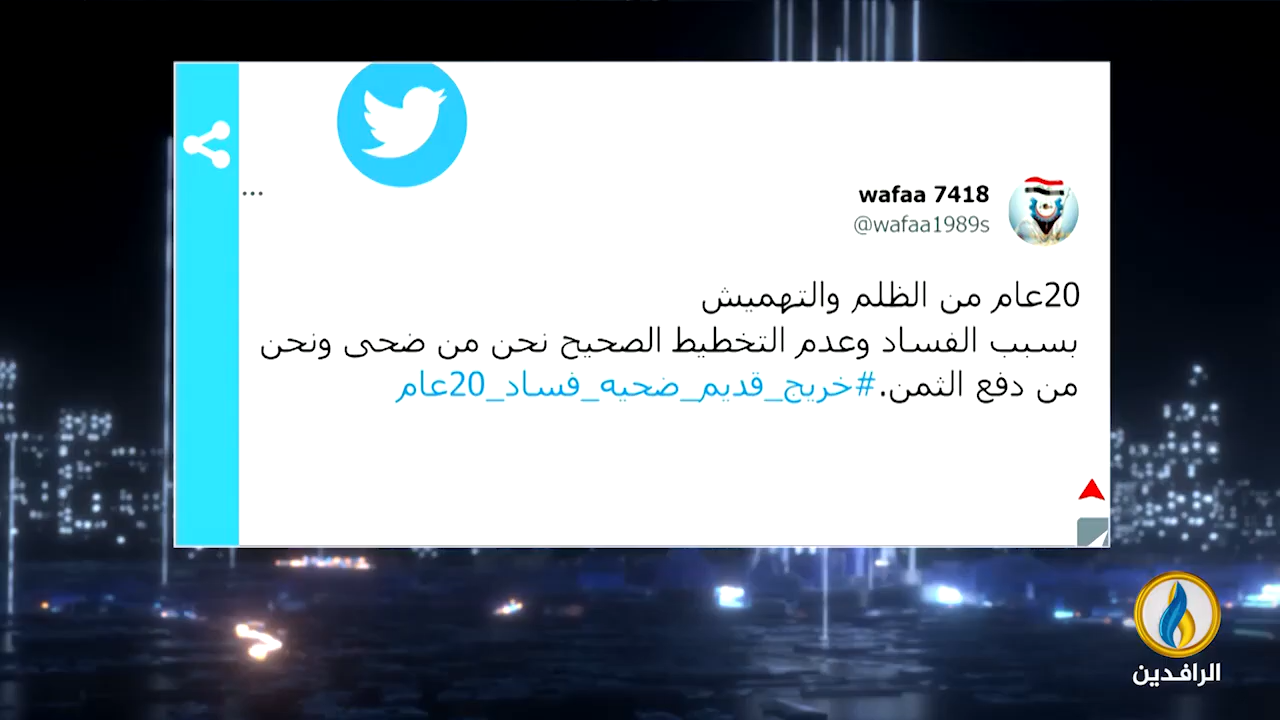 wafaa 7418
@wafaa1989s
20عام من الظلم والتهميش
بسبب الفساد وعدم التخطيط الصحيح نحن من ضحى ونحن
من دفع الثمن.#خريج_قديم_ضحيه_فساد_20عام
الرافدين